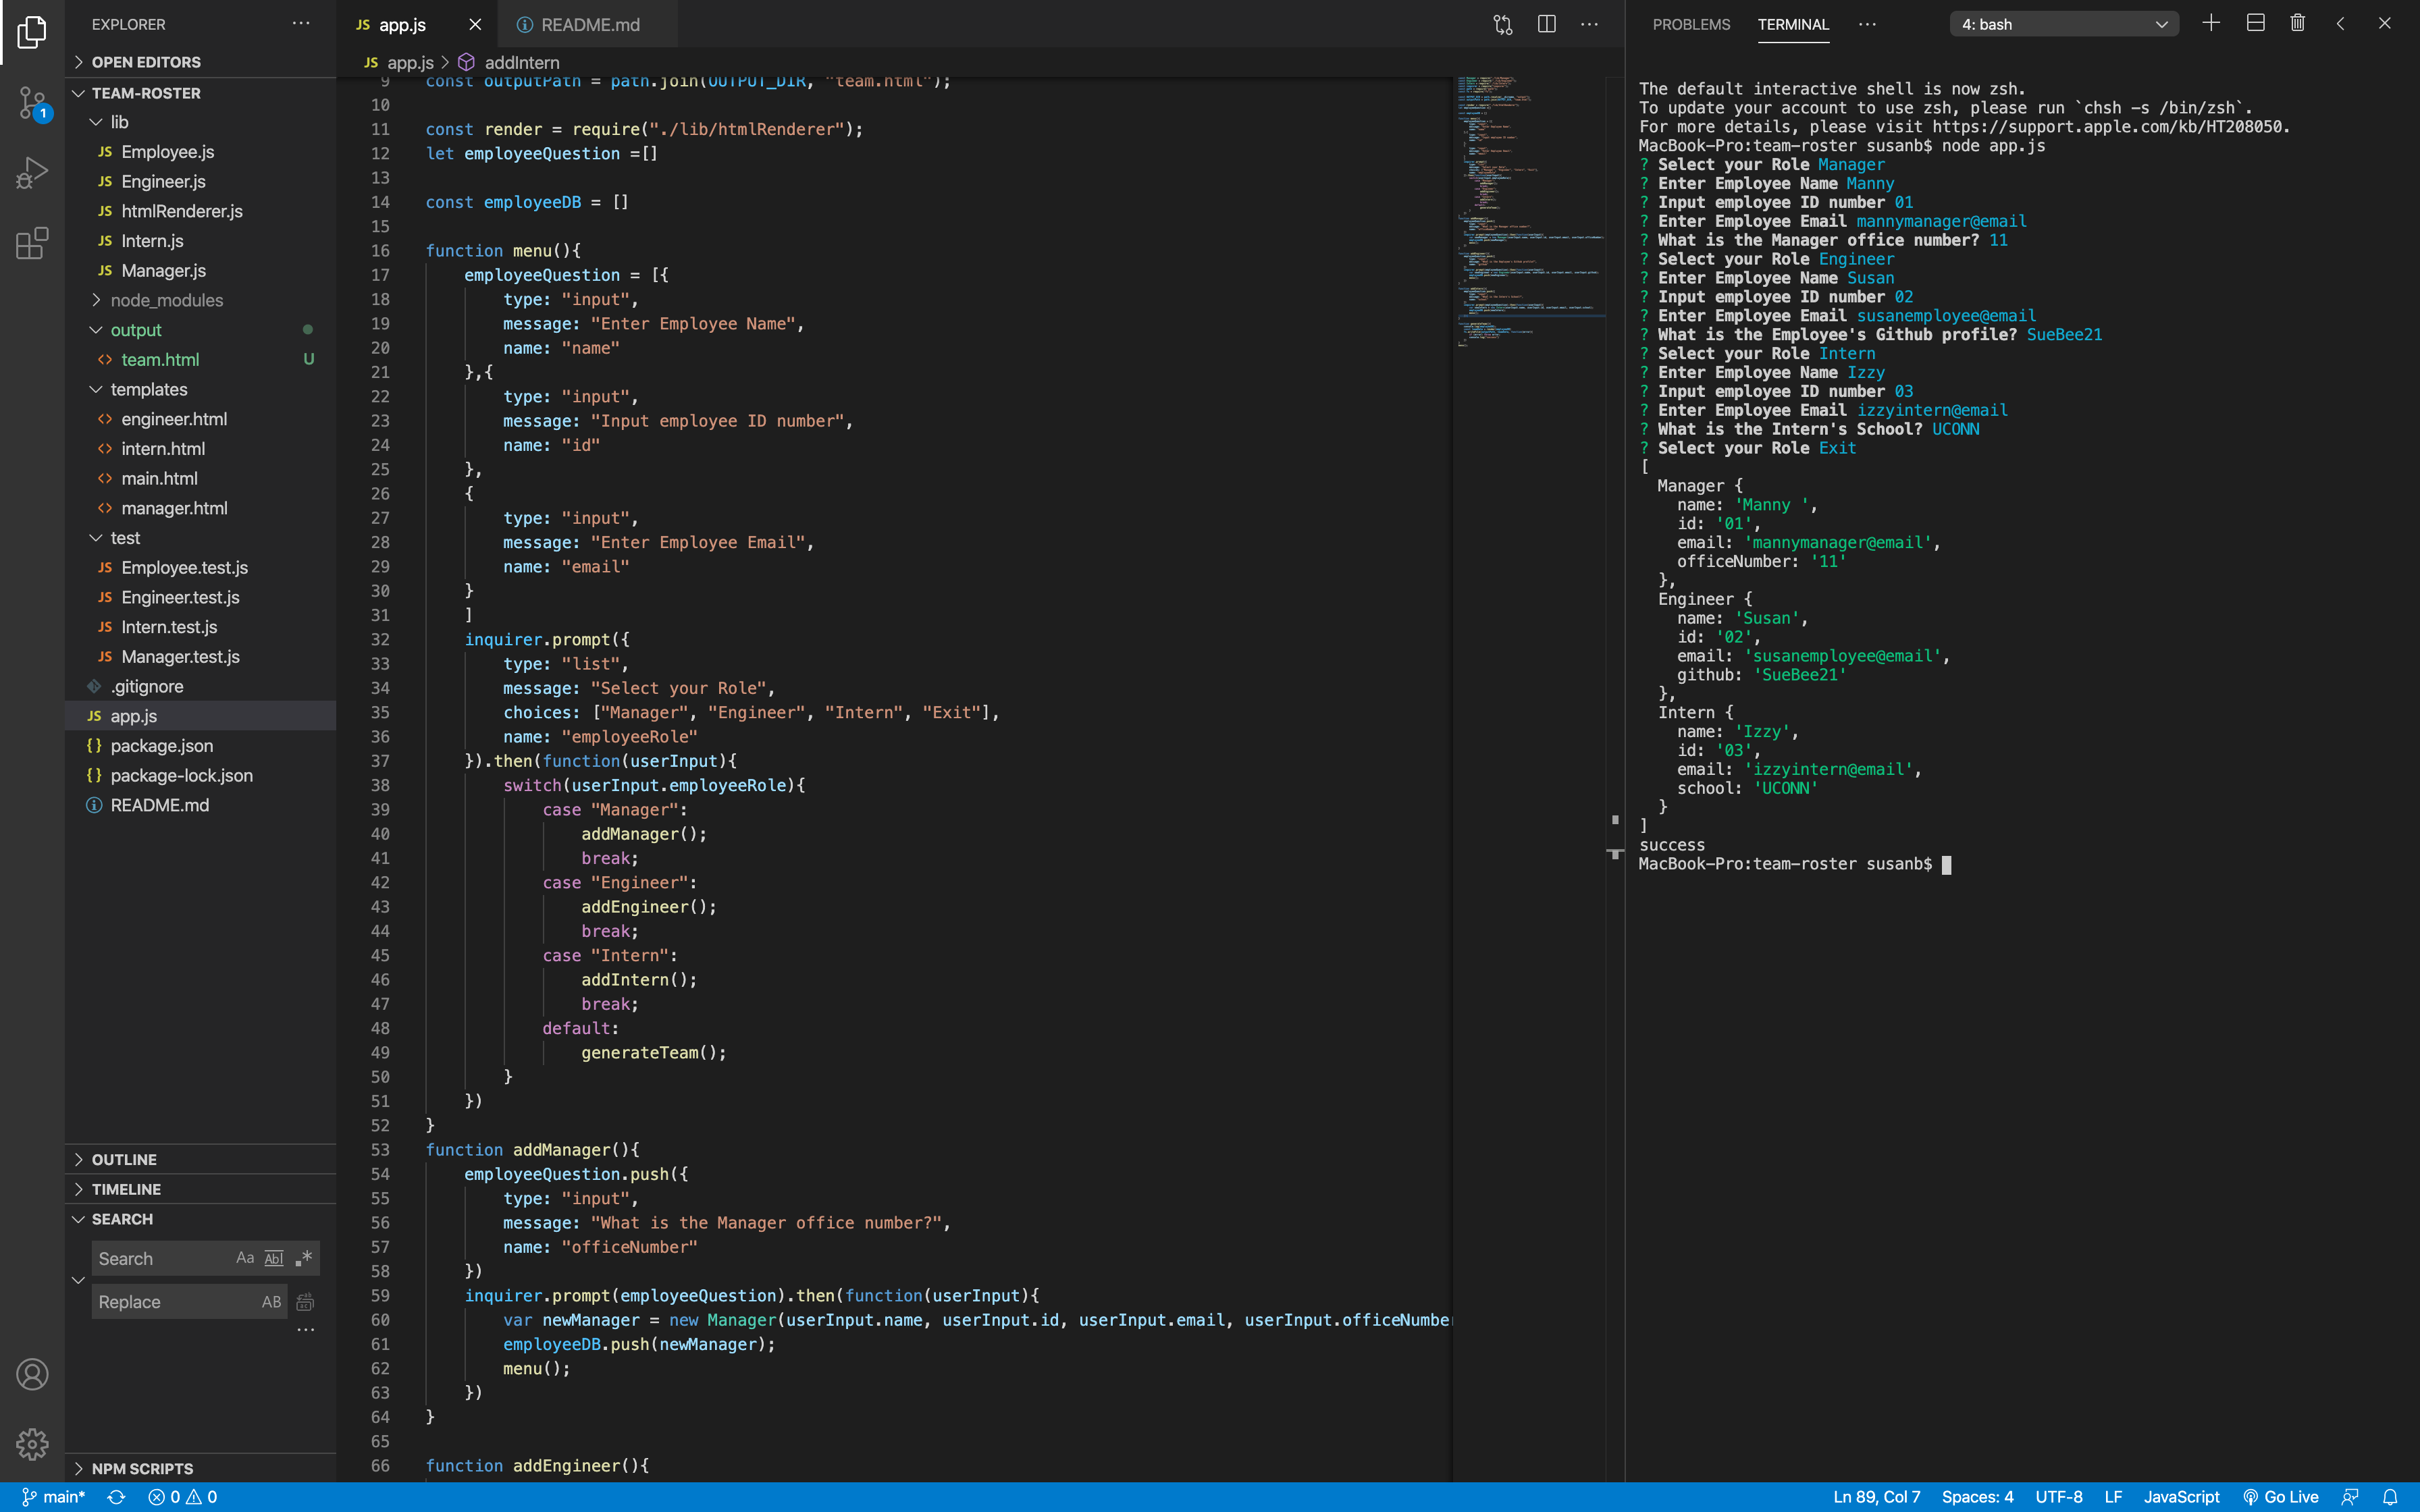 EXPLORER
OPEN EDITORS
TEAM-ROSTER
lib
JS Employee.js
JS Engineer.js
JS htmlRenderer.js
JS Intern.js
JS Manager.js
node_modules
output
team.html U
templates
<> engineer.html
<> intern.html
<> main.html
<> manager.html
test
JS Employee.test.js
JS Engineer.test.js
JS Intern.test.js
JS Manager.test.js
.gitignore
JS app.js
{} package.json
{} package-lock.json
README.md
OUTLINE
TIMELINE
SEARCH
Search Aa Abl .*
Replace AB
NPM SCRIPTS
1
JS app.js
README.md
JS app.js > addIntern
9 const outputPath = path.join(OUTPUT_DIR, "team.html");
10
11 const render = require("./lib/htmlRenderer");
12 let employeeQuestion =[]
13
14 const employeeDB = []
15
16 function menu(){
17 employeeQuestion = [{
18 type: "input",
19 message: "Enter Employee Name",
20 name: "name"
21 },{
22 type: "input",
23 message: "Input employee ID number",
24 name: "id"
25 },
26 {
27 type: "input",
28 message: "Enter Employee Email",
29 name: "email"
30 }
31 ]
32 inquirer.prompt({
33 type: "list",
34 message: "Select your Role",
35 choices: ["Manager", "Engineer", "Intern", "Exit"],
36 name: "employeeRole"
37 }).then(function(userInput){
38 switch(userInput.employeeRole){
39 case "Manager":
40 addManager();
41 break;
42 case "Engineer":
43 addEngineer();
44 break;
45 case "Intern":
46 addIntern();
47 break;
48 default:
49 generateTeam();
50 }
51 })
52 }
53 function addManager(){
54 employeeQuestion.push({
55 type: "input",
56 message: "What is the Manager office number?",
57 name: "officeNumber"
58 })
59 inquirer.prompt(employeeQuestion).then(function(userInput){
60 var newManager = new Manager(userInput.name, userInput.id, userInput.email, userInput.officeNumbe
61 employeeDB.push(newManager);
62 menu();
63 })
64 }
65
66 function addEngineer(){
PROBLEMS TERMINAL 4: bash
The default interactive shell is now zsh.
To update your account to use zsh, please run `chsh -s /bin/zsh`.
For more details, please visit https://support.apple.com/kb/HT208050.
MacBook-Pro:team-roster susanb$ node app.js
? Select your Role Manager
? Enter Employee Name Manny
? Input employee ID number 01
? Enter Employee Email mannymanager@email
? What is the Manager office number? 11
? Select your Role Engineer
? Enter Employee Name Susan
? Input employee ID number 02
? Enter Employee Email susanemployee@email
? What is the Employee's Github profile? SueBee21
? Select your Role Intern
? Enter Employee Name Izzy
? Input employee ID number 03
? Enter Employee Email izzyintern@email
? What is the Intern's School? UCONN
? Select your Role Exit
[
Manager {
name: 'Manny ',
id: '01',
email: 'mannymanager@email',
officeNumber: '11'
},
Engineer {
name: 'Susan',
id: '02',
email: 'susanemployee@email',
github: 'SueBee21'
},
Intern {
name: 'Izzy',
id: '03',
email: 'izzyintern@email',
school: 'UCONN'
}
]
success
MacBook-Pro:team-roster susanb$
main* 0 0
Ln 89, Col 7 Spaces: 4 UTF-8 LF JavaScript Go Live